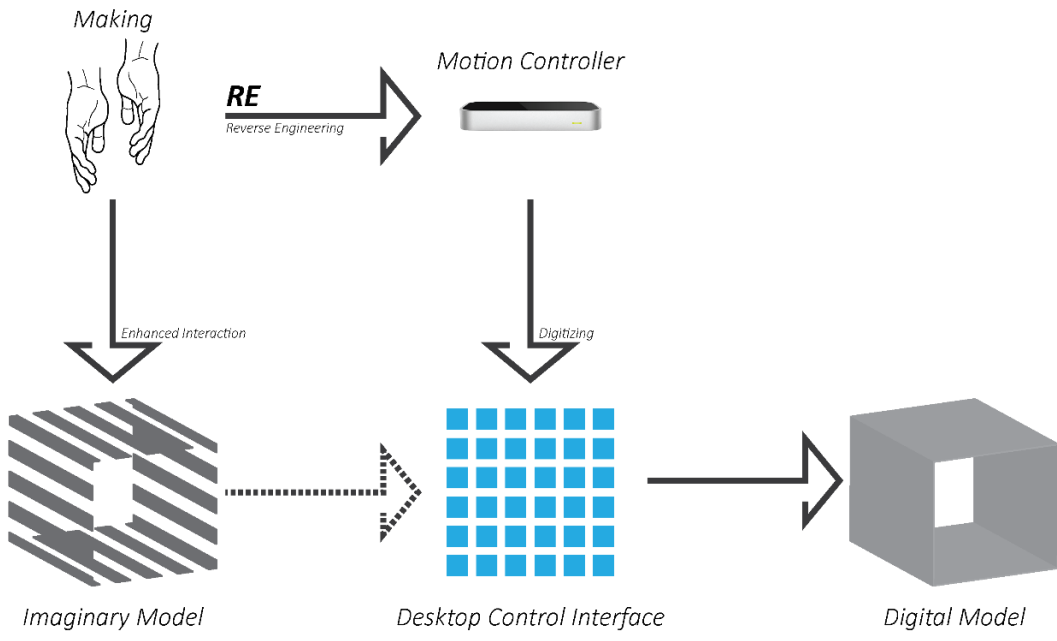 Making
Motion Controller
RE
Reverse Engineering
Enhanced Interaction
Digitizing
Imaginary Model
Desktop Control Interface
Digital Model